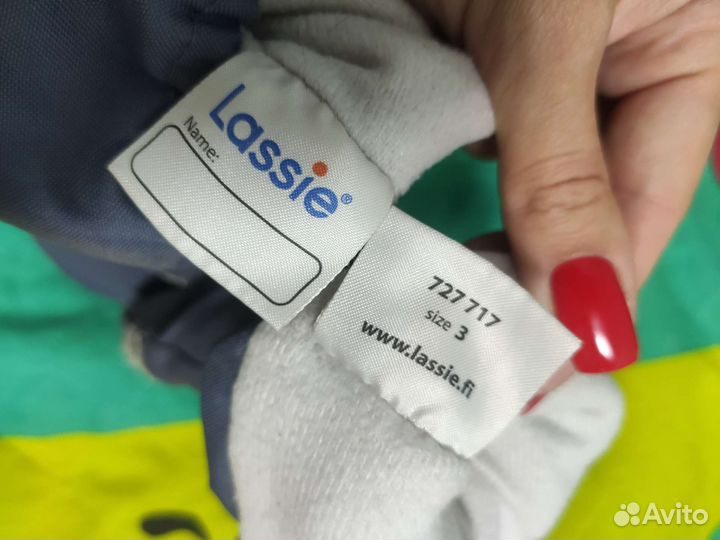 Lassie®
Name:
727 717
size 3
www.lassie.fi
Avito